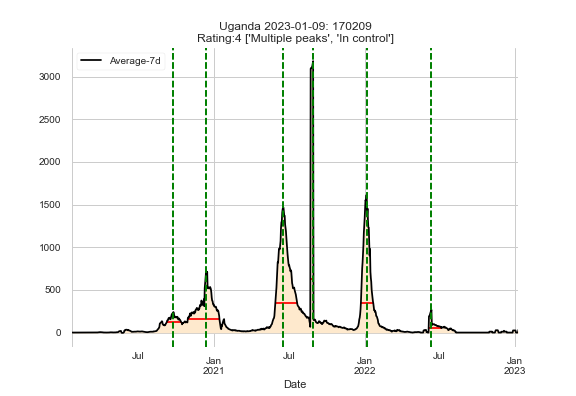 Uganda 2023-01-09: 170209
Rating:4 ['Multiple peaks', 'In control']
Average-7d
3000
2500
2000
1500
1000
500
0
Jul
Jan
2021
Jul
Jan
2022
Jul
Jan
2023
Date